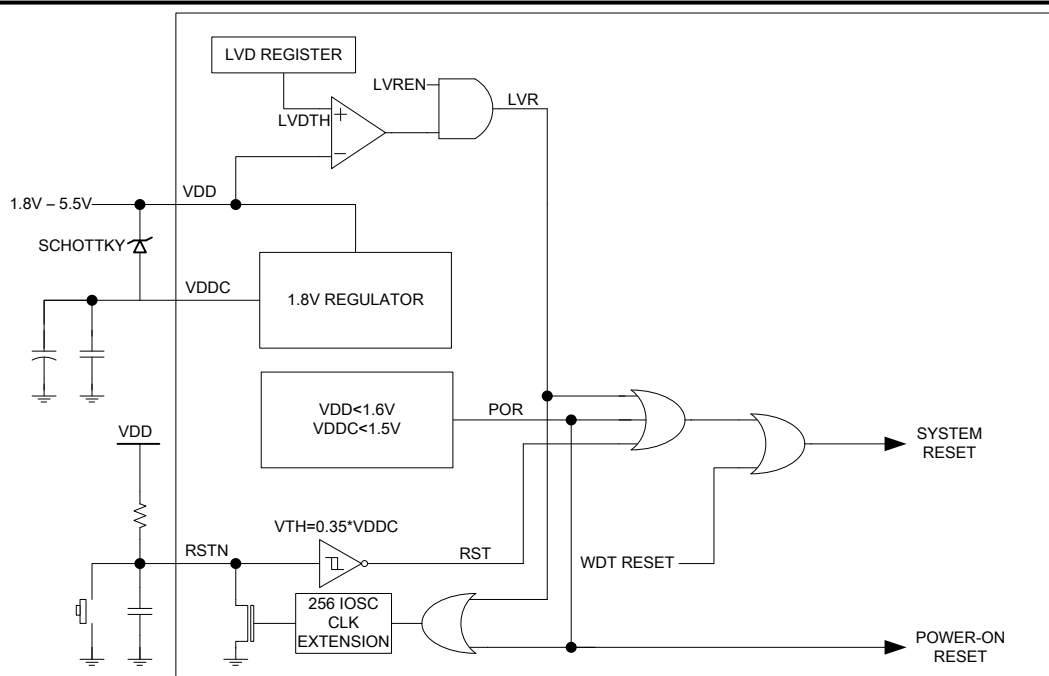 LVD REGISTER
LVREN
LVR
LVDTH
+
−
VDD
1.8V – 5.5V
SCHOTTKY
VDDC
1.8V REGULATOR
VDD<1.6V
VDDC<1.5V
POR
SYSTEM
RESET
VDD
VTH=0.35*VDDC
RSTN
RST
WDT RESET
256 IOSC
CLK
EXTENSION
POWER-ON
RESET